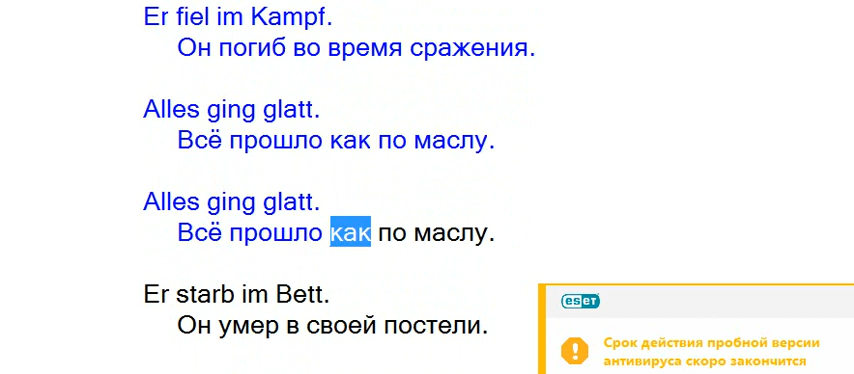 Er fiel im Kampf.
Он погиб во время сражения.
Alles ging glatt.
Всё прошло как по маслу.
Alles ging glatt.
Всё прошло как по маслу.
Er starb im Bett.
Он умер в своей постели.
eset
Срок действия пробной версии
антивируса скоро закончится